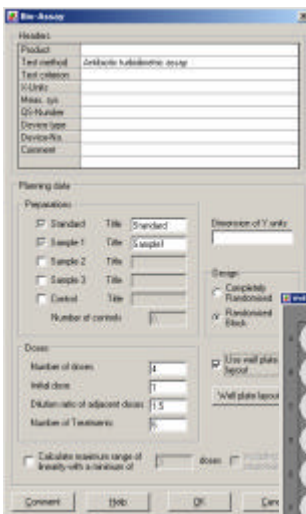 Bio-Assay
Headers
Product
Test method Antibiotic turbidimetric assay
Test criterion
X-Units
Meas. sys
QS-Number
Device type
Device-No.
Comment
Planning data
Preparations
Standard Title Standard
Sample 1 Title Sample1
Sample 2 Title
Sample 3 Title
Control Title
Number of controls
Dimension of Y units
Design
Completely Randomised
Randomised Block
Doses
Number of doses 4
Initial dose 1
Dilution ratio of adjacent doses 1.5
Number of Treatments
Use well plate layout
Well plate layout
Calculate maximum range of linearity with a minimum of doses
Comment Help OK